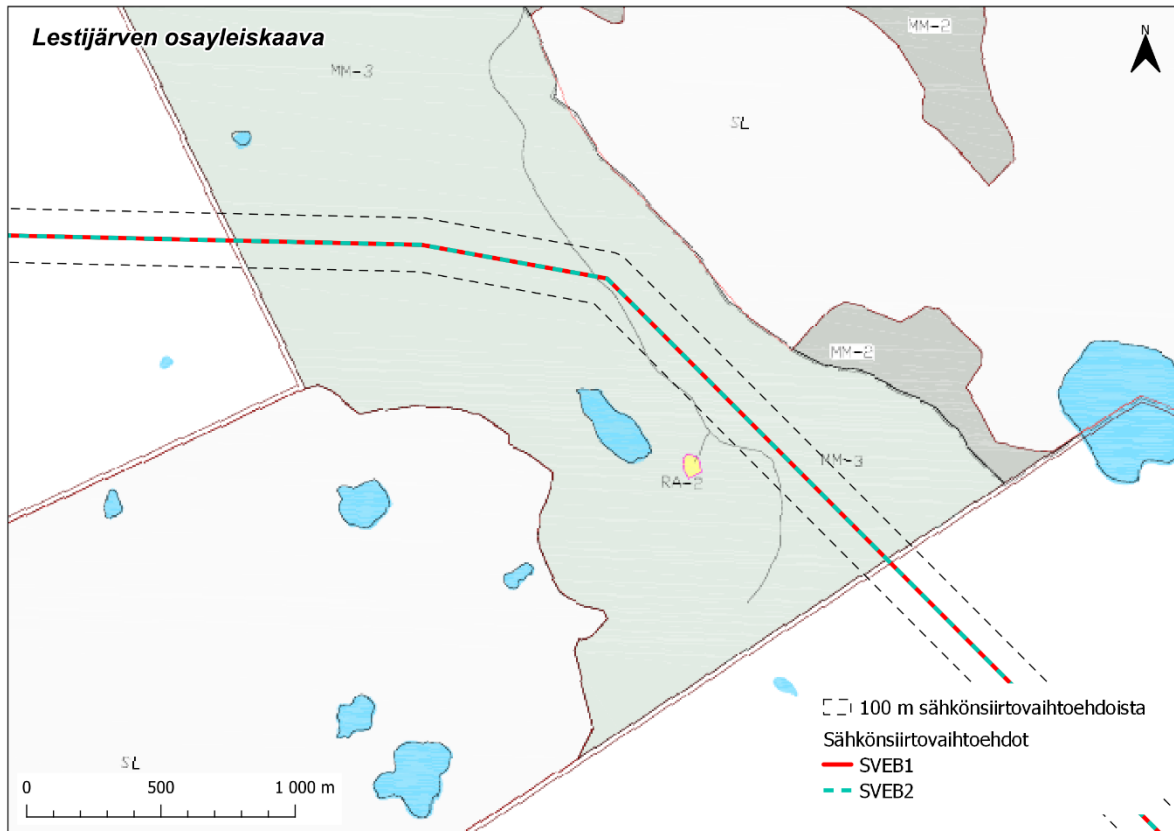 Lestijärven osayleiskaava
N
MM-2
MM-3
SL
MM-2
MM-3
RA-2
SL
100 m sähkönsiirtovaihtoehdoista
Sähkönsiirtovaihtoehdot
SVEB1
SVEB2
0 500 1 000 m